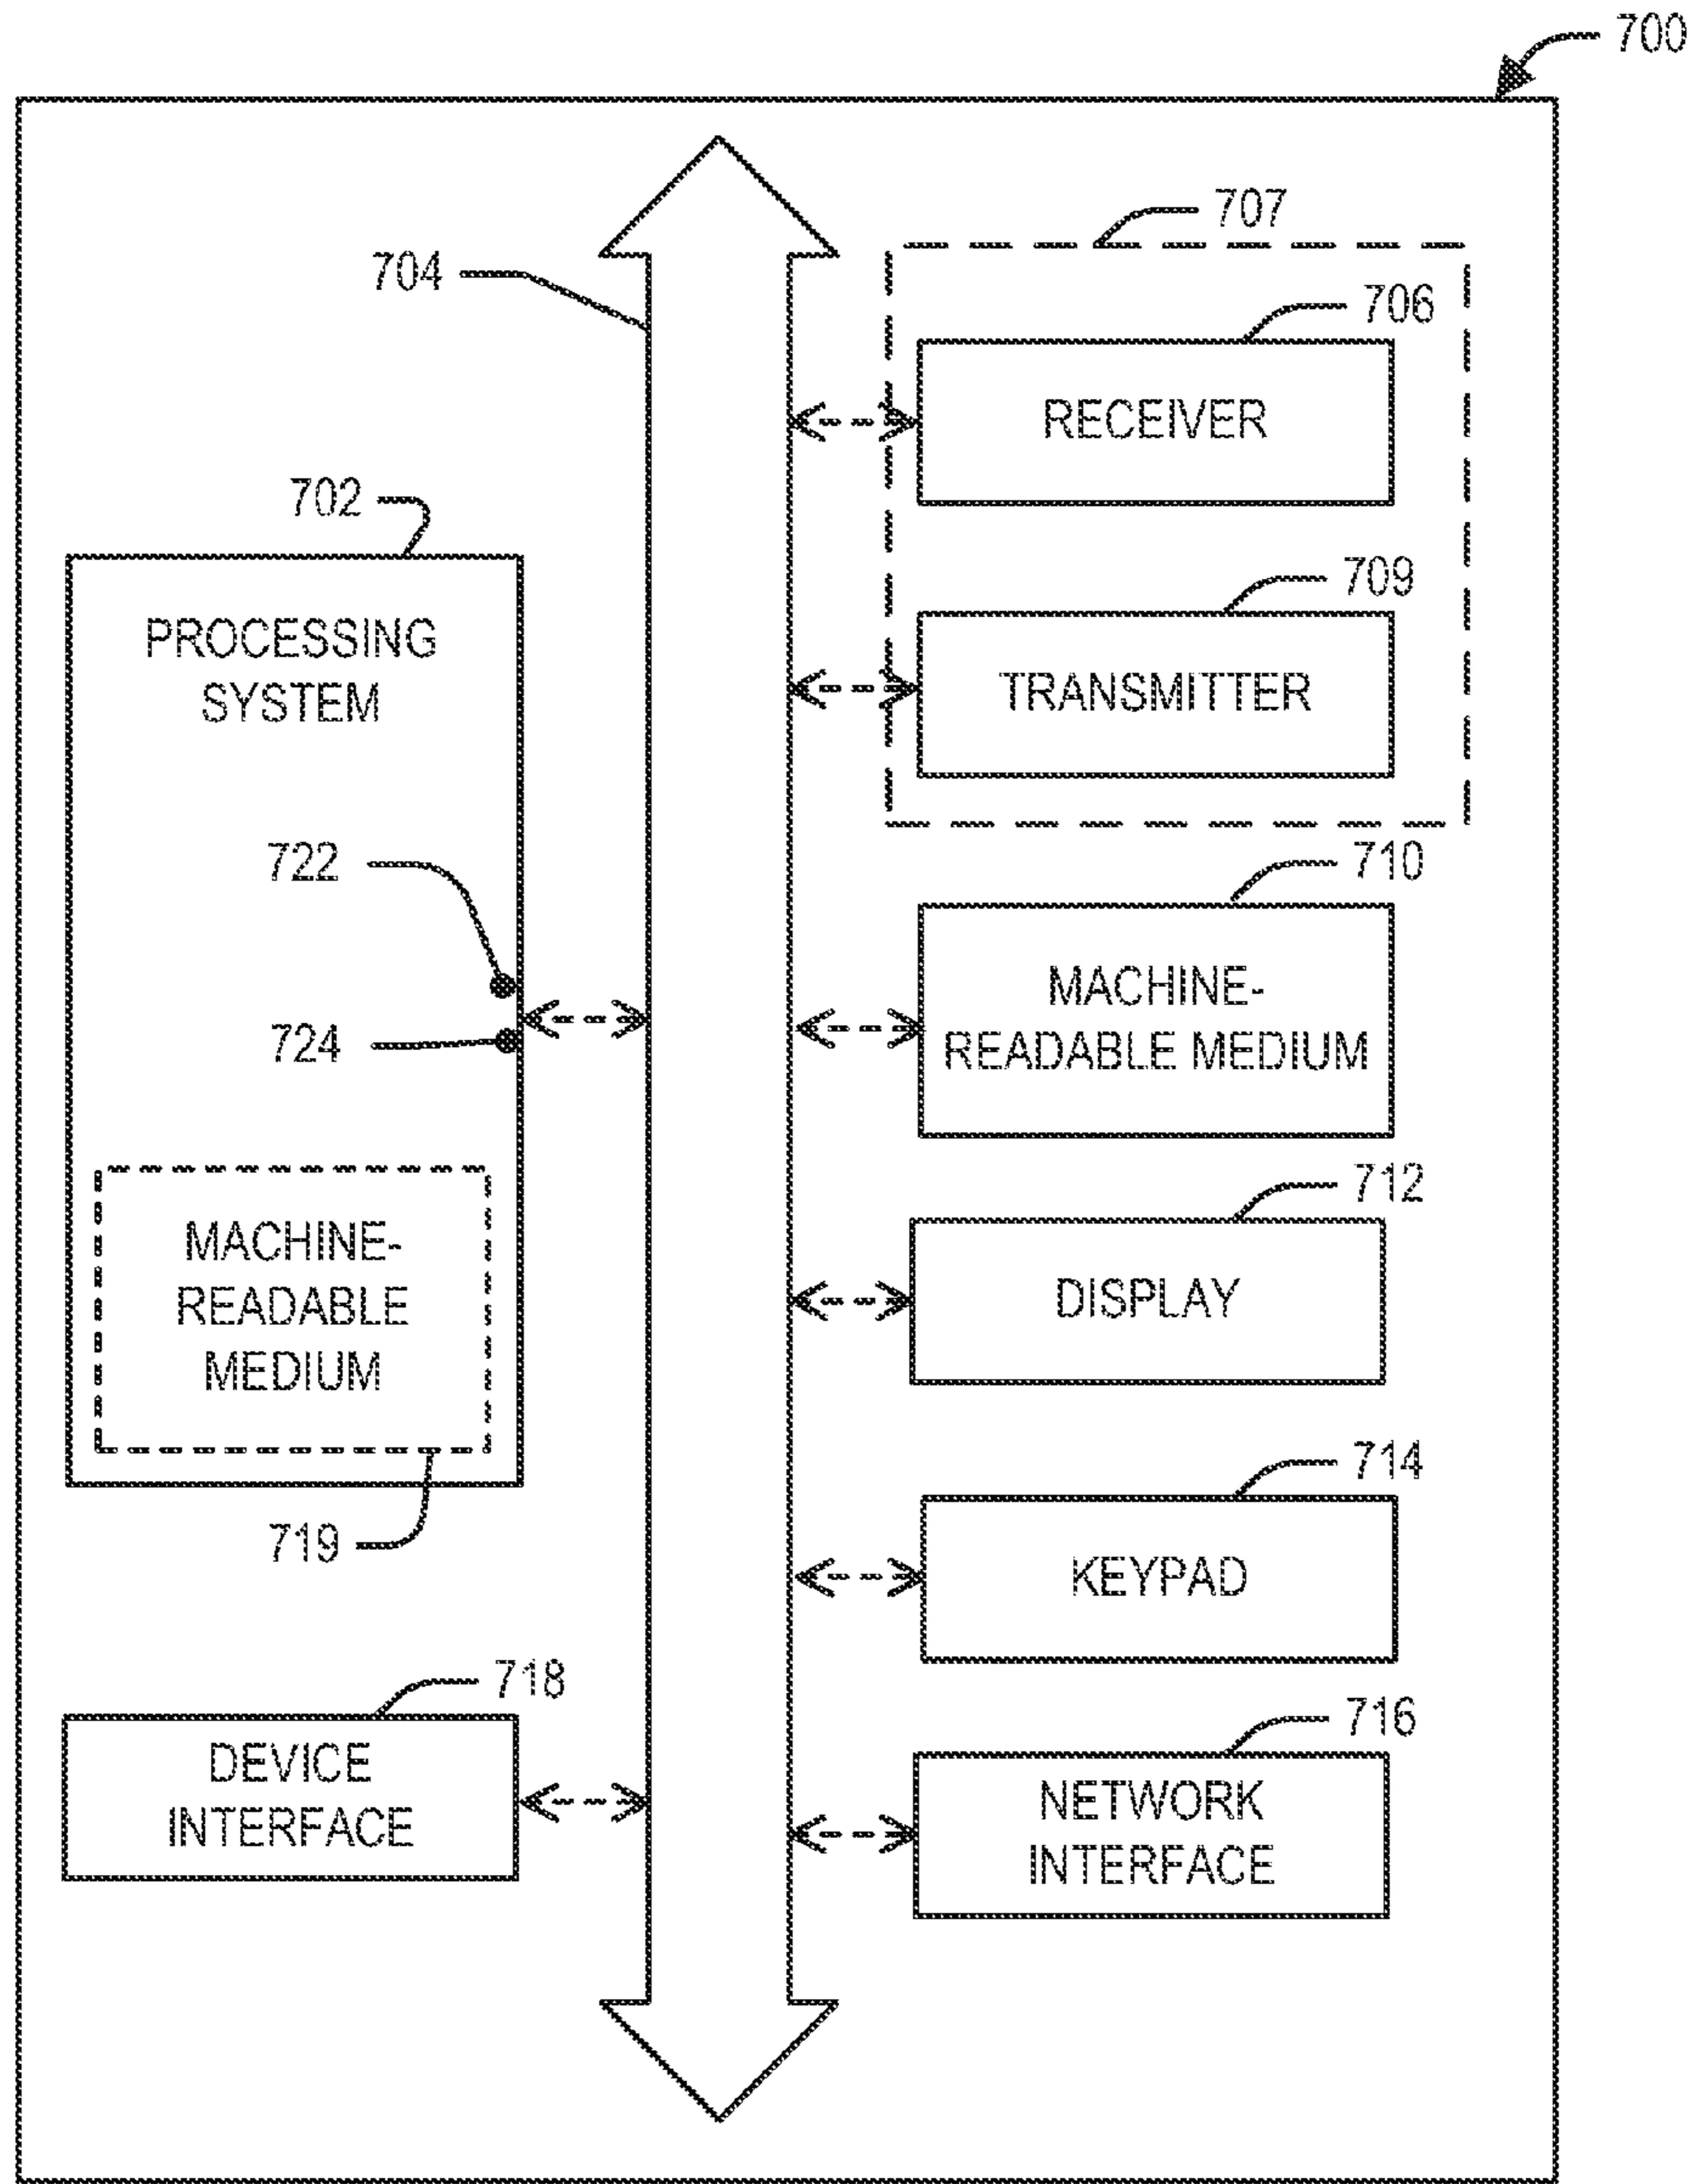 700
707
704
706
RECEIVER
702
709
PROCESSING
SYSTEM
TRANSMITTER
722
710
MACHINE-
READABLE MEDIUM
724
712
MACHINE-
READABLE
MEDIUM
DISPLAY
714
719
KEYPAD
718
716
DEVICE
INTERFACE
NETWORK
INTERFACE